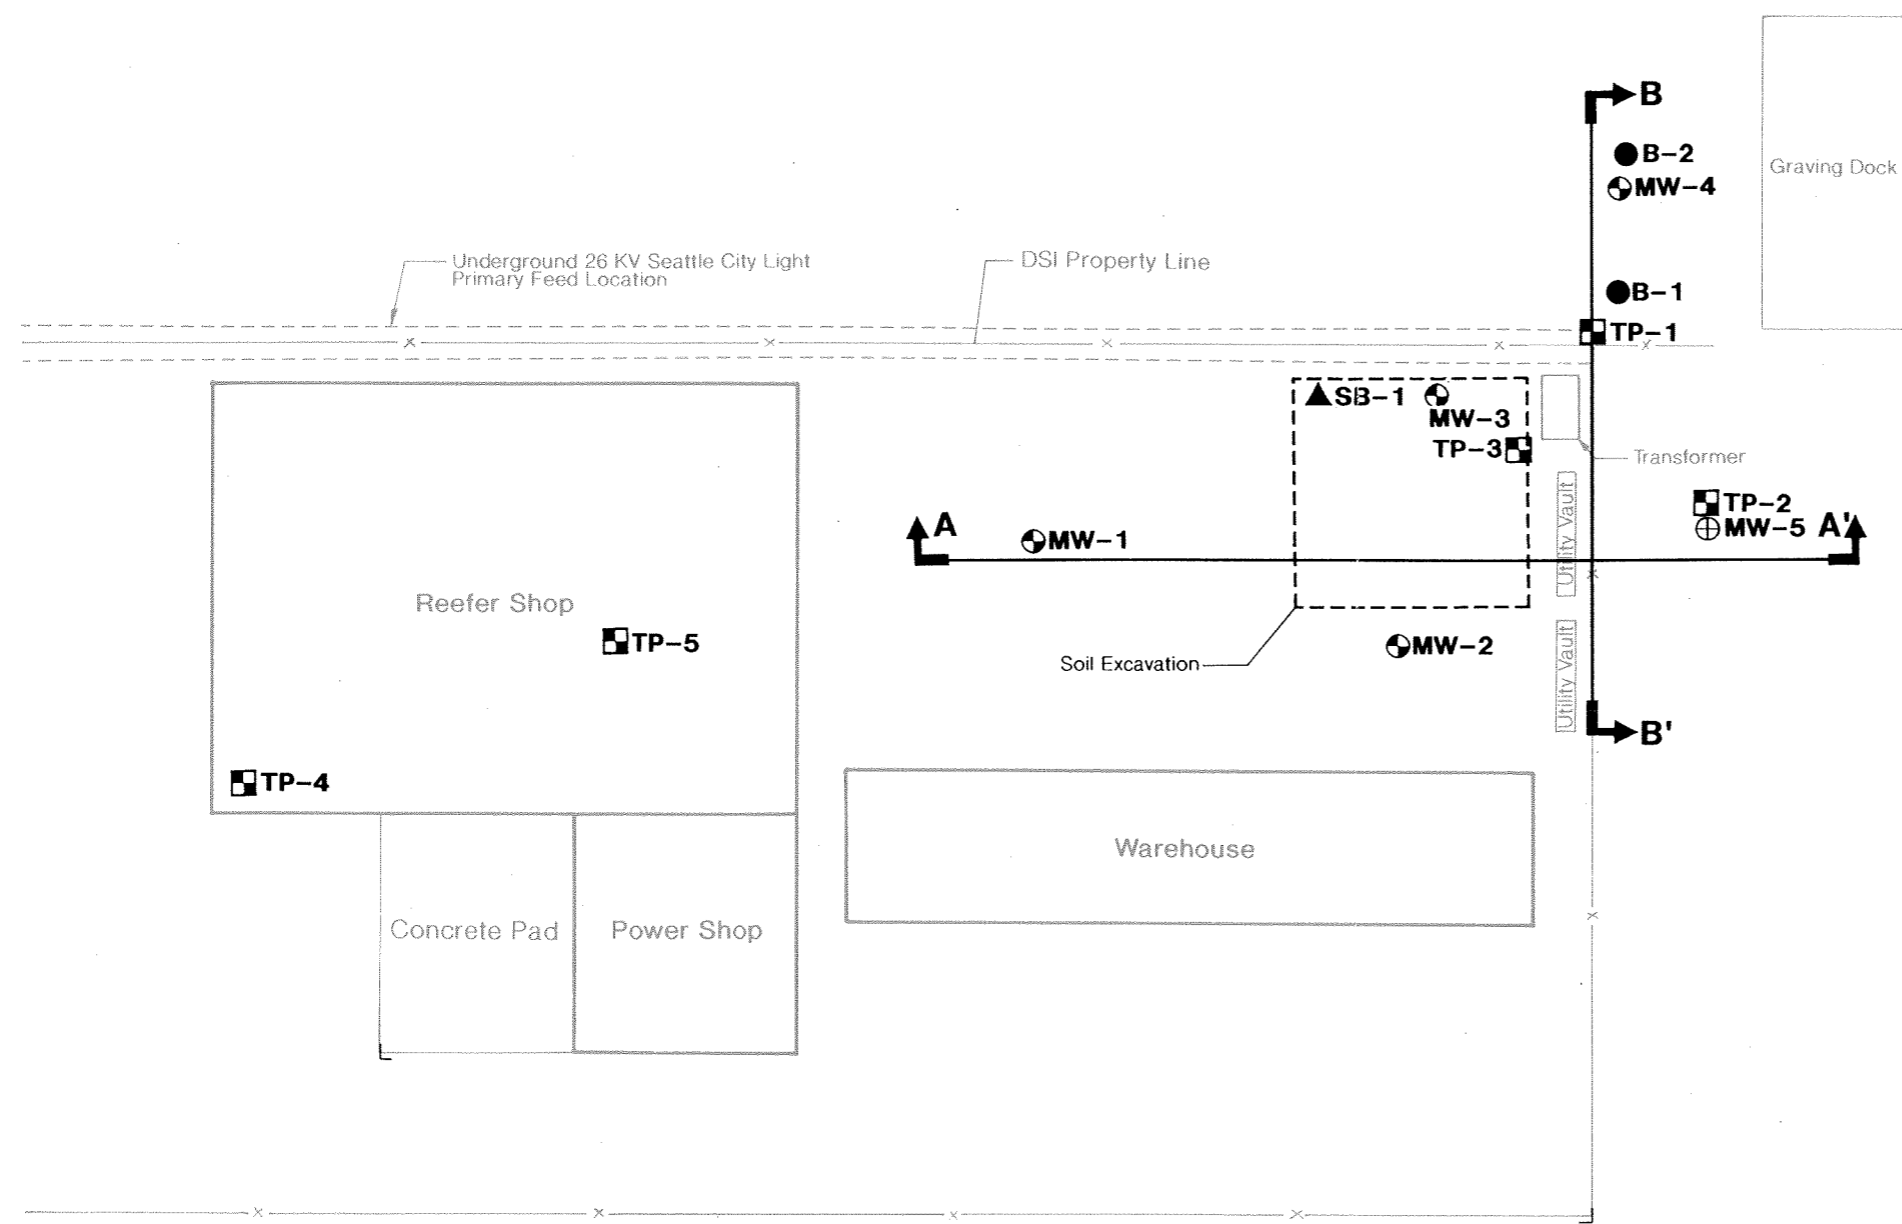 B
B-2
Graving Dock
MW-4
Underground 26 KV Seattle City Light
Primary Feed Location
DSI Property Line
B-1
TP-1
SB-1
MW-3
TP-3
Transformer
Utility Vault
TP-2
A
MW-1
MW-5
A'
Reefer Shop
TP-5
Soil Excavation
MW-2
Utility Vault
B'
TP-4
Warehouse
Concrete Pad
Power Shop